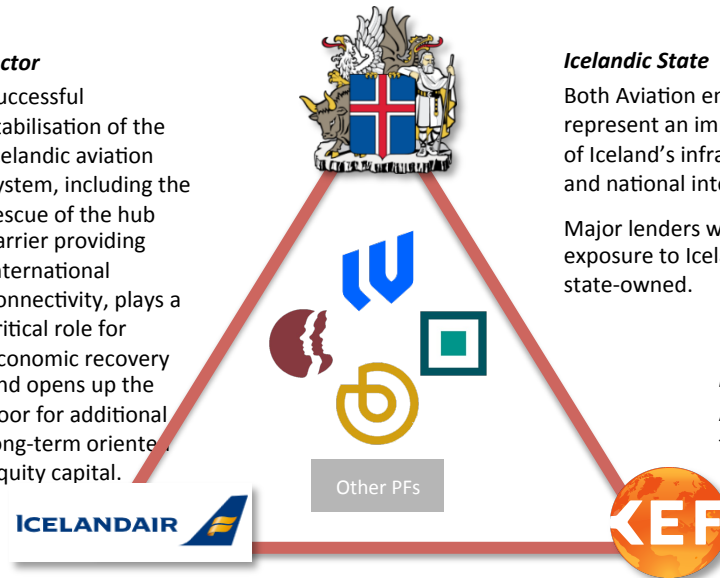 ctor
uccessful
tabilisation of the
elandic aviation
ystem, including the
escue of the hub
arrier providing
nternational
onnectivity, plays a
ritical role for
conomic recovery
nd opens up the
oor for additional
ong-term oriented
quity capital.
Icelandic State
Both Aviation en
represent an im
of Iceland's infra
and national inte
Major lenders w
exposure to Icel
state-owned.
Other PFs
ICELANDAIR
KEF